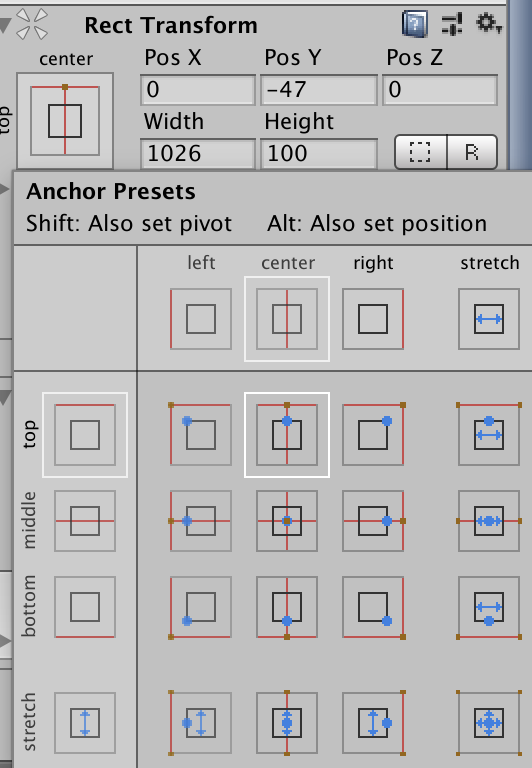 Rect Transform
center Pos X Pos Y Pos Z
top 0 -47 0
Width Height
1026 100 R
Anchor Presets
Shift: Also set pivot Alt: Also set position
left center right stretch
top
middle
bottom
stretch